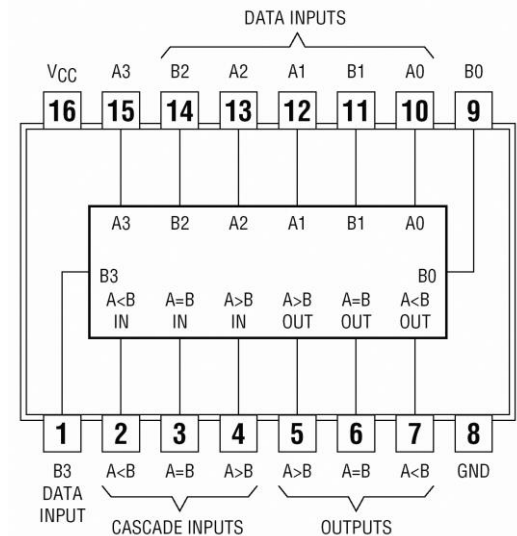 DATA INPUTS
VCC A3 B2 A2 A1 B1 A0 B0
16 15 14 13 12 11 10 9
A3 B2 A2 A1 B1 A0
B3 B0
A<B A=B A>B A>B A=B A<B
IN IN IN OUT OUT OUT
1 2 3 4 5 6 7 8
B3 A<B A=B A>B A>B A=B A<B GND
DATA
INPUT
CASCADE INPUTS OUTPUTS